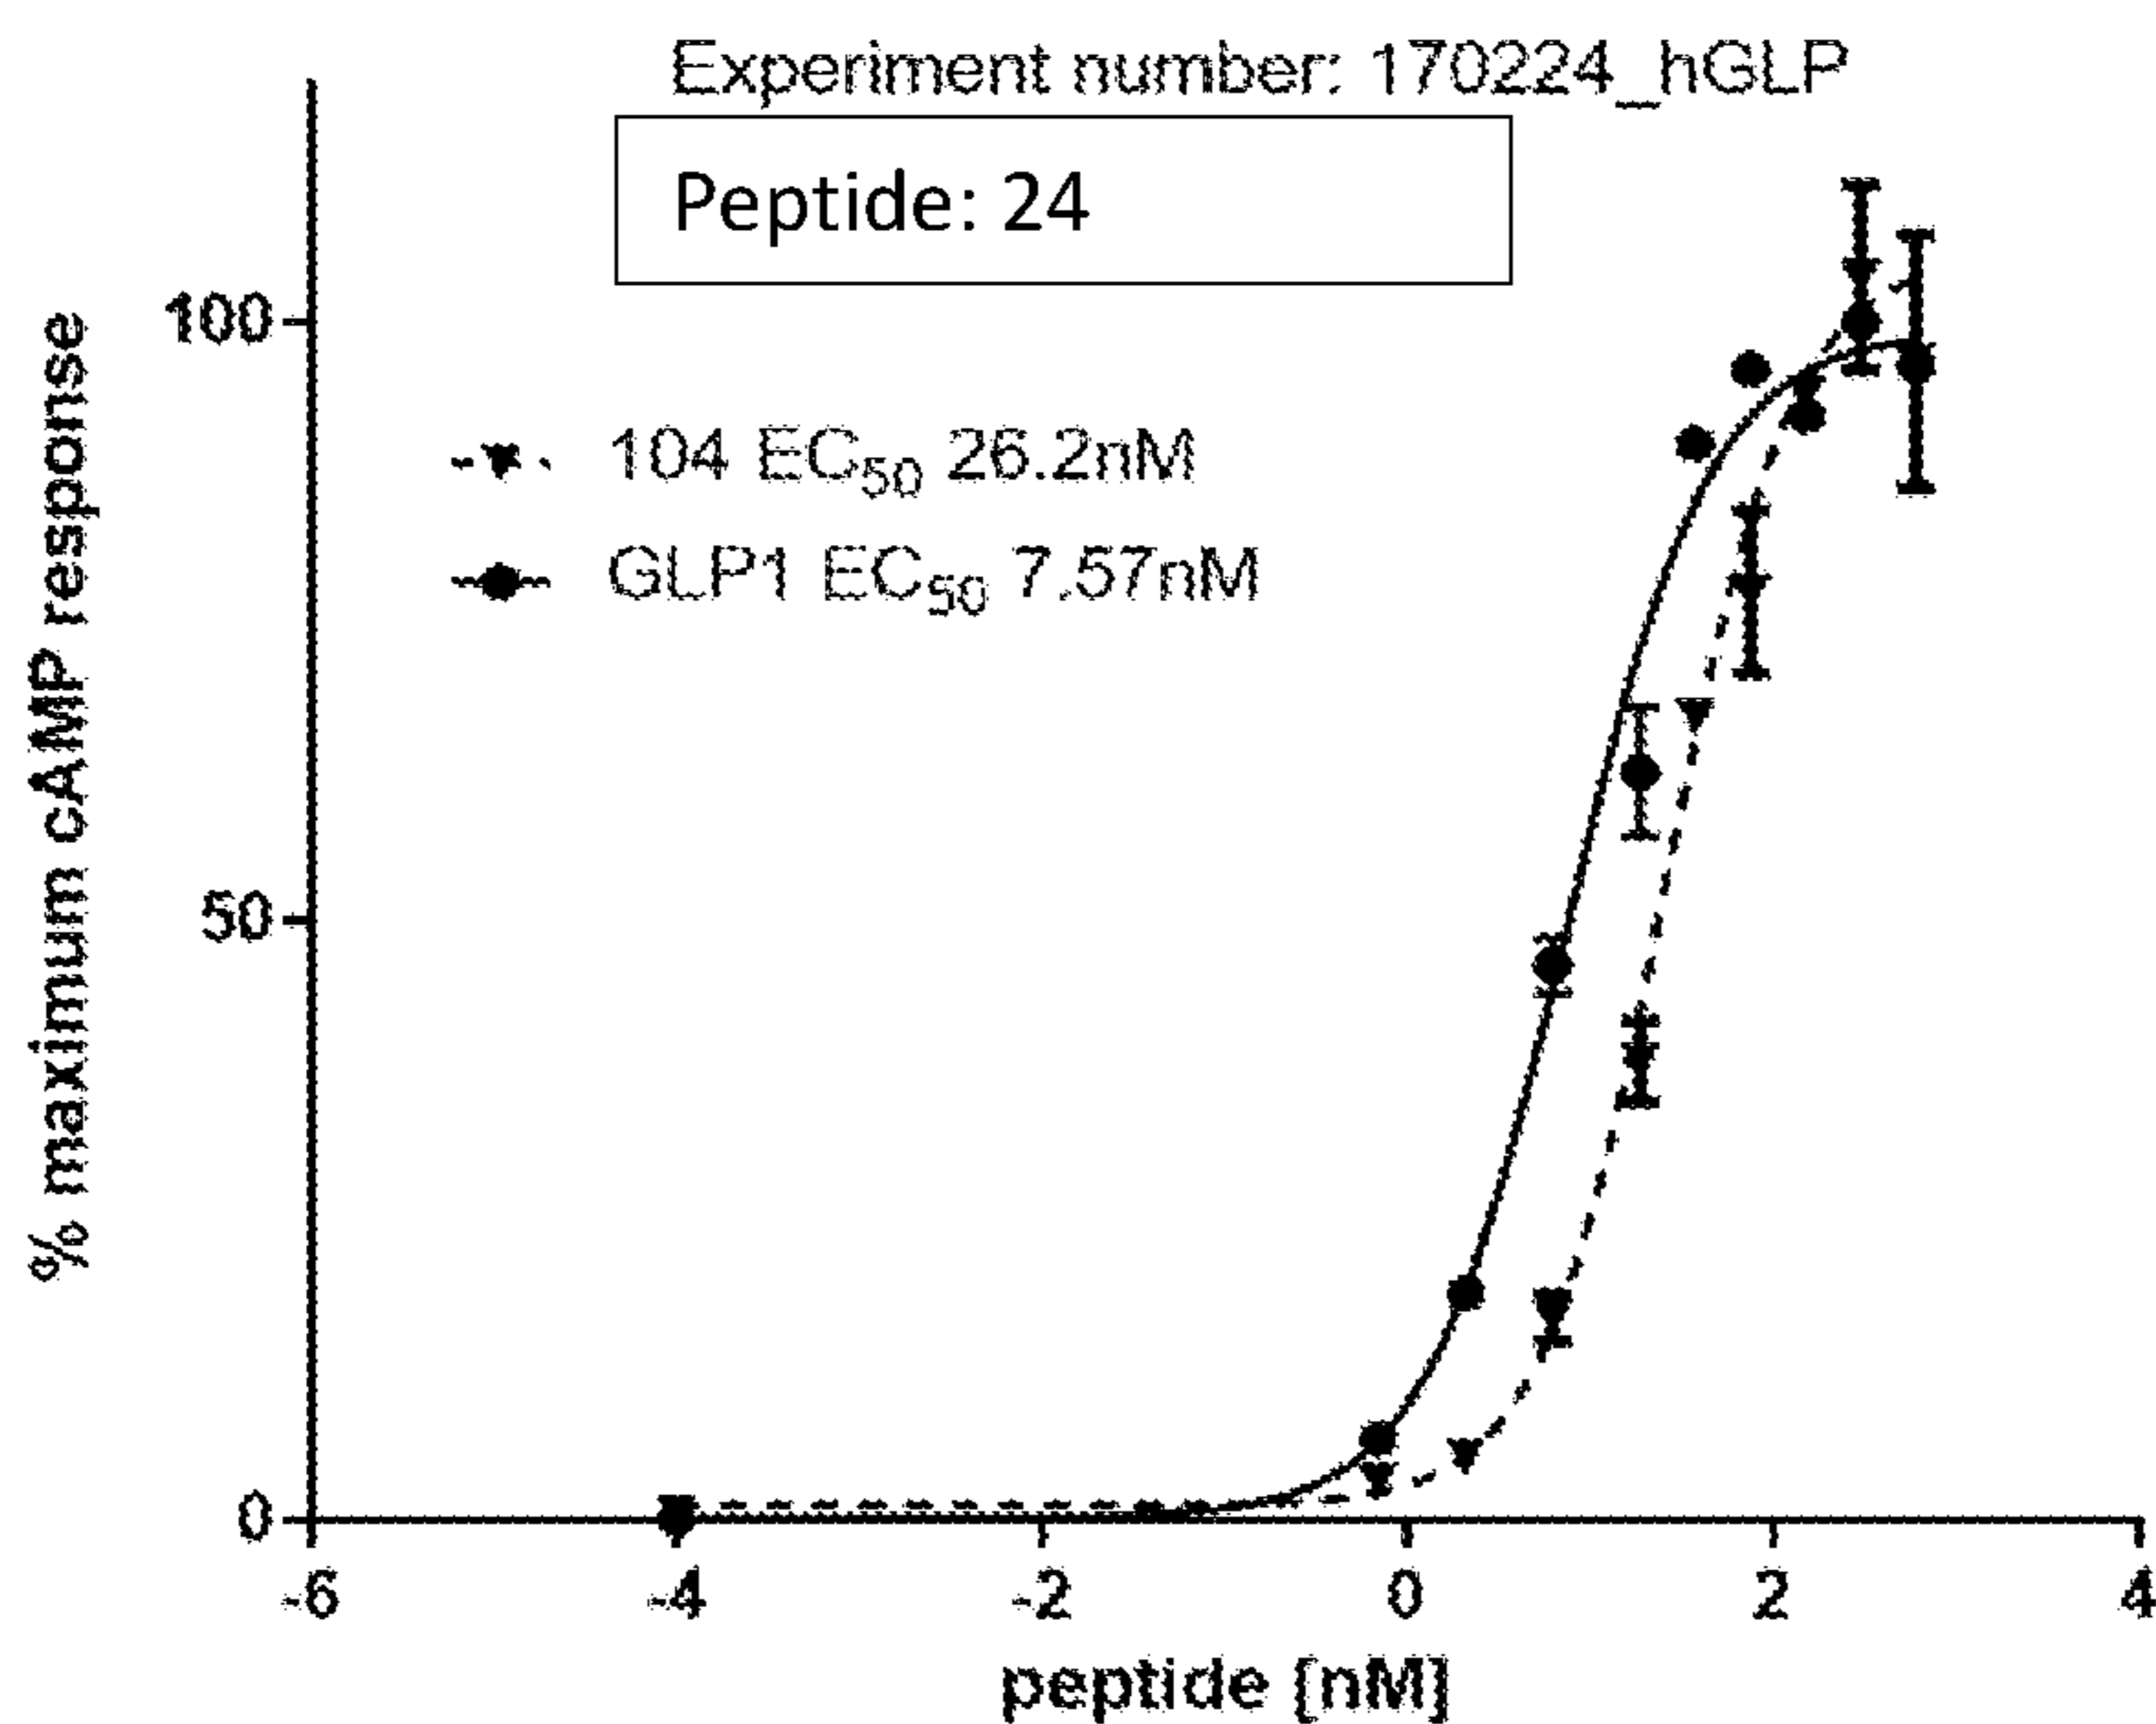 Experiment number: 170224_hGLP
Peptide: 24
104 EC50 26.2nM
GLP1 EC50 7.57nM
% maximum cAMP response
100
50
0
-6 -4 -2 0 2 4
peptide [nM]